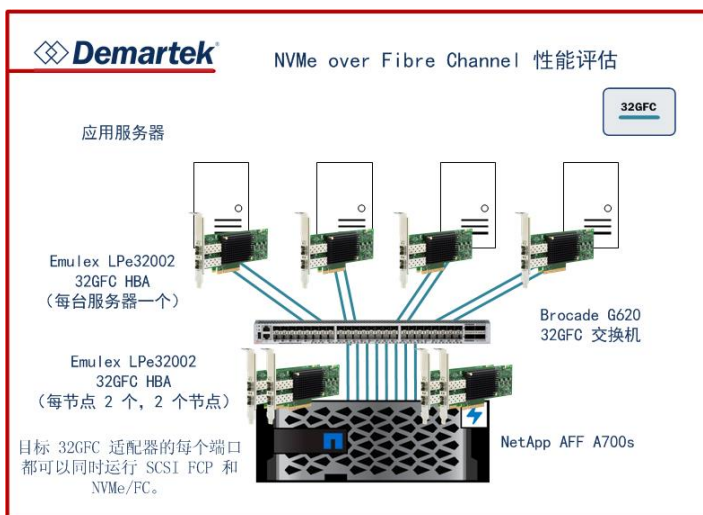 Demartek
NVMe over Fibre Channel 性能评估
32GFC
应用服务器
Emulex LPe32002
32GFC HBA
（每台服务器一个）
Brocade G620
32GFC 交换机
Emulex LPe32002
32GFC HBA
（每节点 2 个，2 个节点）
目标 32GFC 适配器的每个端口
都可以同时运行 SCSI FCP 和
NVMe/FC。
NetApp AFF A700s